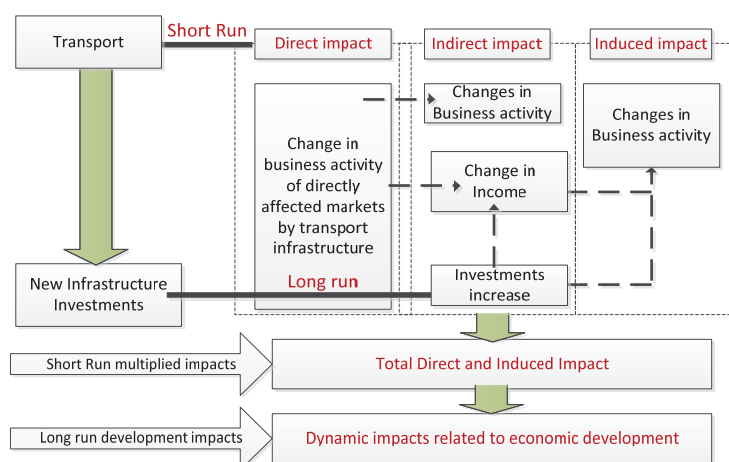 Transport
Short Run
Direct impact
Indirect impact
Induced impact
Changes in
Business activity
Changes in
Business activity
Change in
business activity
of directly
affected markets
by transport
infrastructure
Change in
Income
Long run
New Infrastructure
Investments
Investments
increase
Short Run multiplied impacts
Total Direct and Induced Impact
Long run development impacts
Dynamic impacts related to economic development